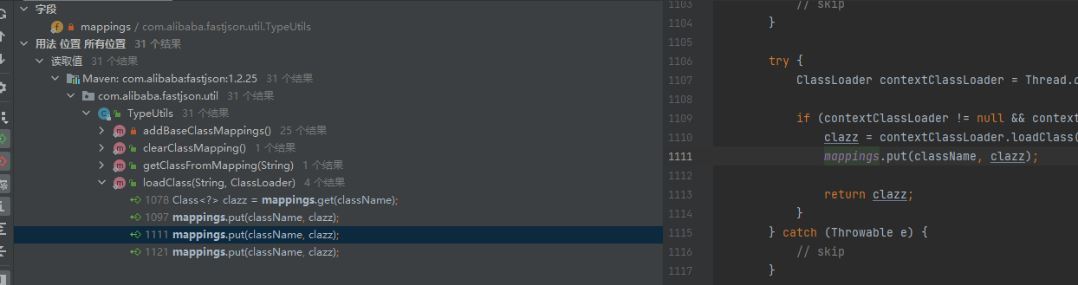 字段
mappings / com.alibaba.fastjson.util.TypeUtils
用法 位置 所有位置 31 个结果
读取值 31 个结果
Maven: com.alibaba:fastjson:1.2.25 31 个结果
com.alibaba.fastjson.util 31 个结果
TypeUtils 31 个结果
addBaseClassMappings() 25 个结果
clearClassMapping() 1 个结果
getClassFromMapping(String) 1 个结果
loadClass(String, ClassLoader) 4 个结果
1078 Class<?> clazz = mappings.get(className);
1097 mappings.put(className, clazz);
1111 mappings.put(className, clazz);
1121 mappings.put(className, clazz);
1103 // skip
1104 }
1105
1106 try {
1107 ClassLoader contextClassLoader = Thread.
1108
1109 if (contextClassLoader != null && contex
1110 clazz = contextClassLoader.loadClass(
1111 mappings.put(className, clazz);
1112
1113 return clazz;
1114 }
1115 } catch (Throwable e) {
1116 // skip
1117 }